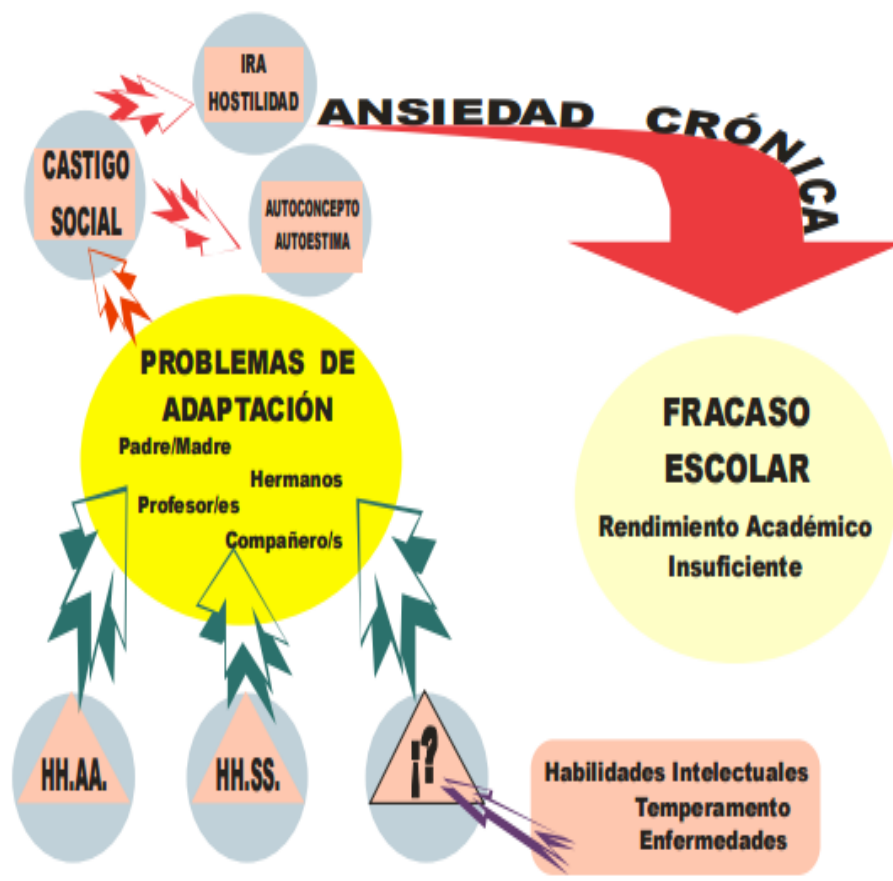 IRA
HOSTILIDAD
ANSIEDAD CRÓNICA
CASTIGO
SOCIAL
AUTOCONCEPTO
AUTOESTIMA
PROBLEMAS DE
ADAPTACIÓN
Padre/Madre
Hermanos
Profesor/es
Compañero/s
FRACASO
ESCOLAR
Rendimiento Académico
Insuficiente
HH.AA.
HH.SS.
¡?
Habilidades Intelectuales
Temperamento
Enfermedades